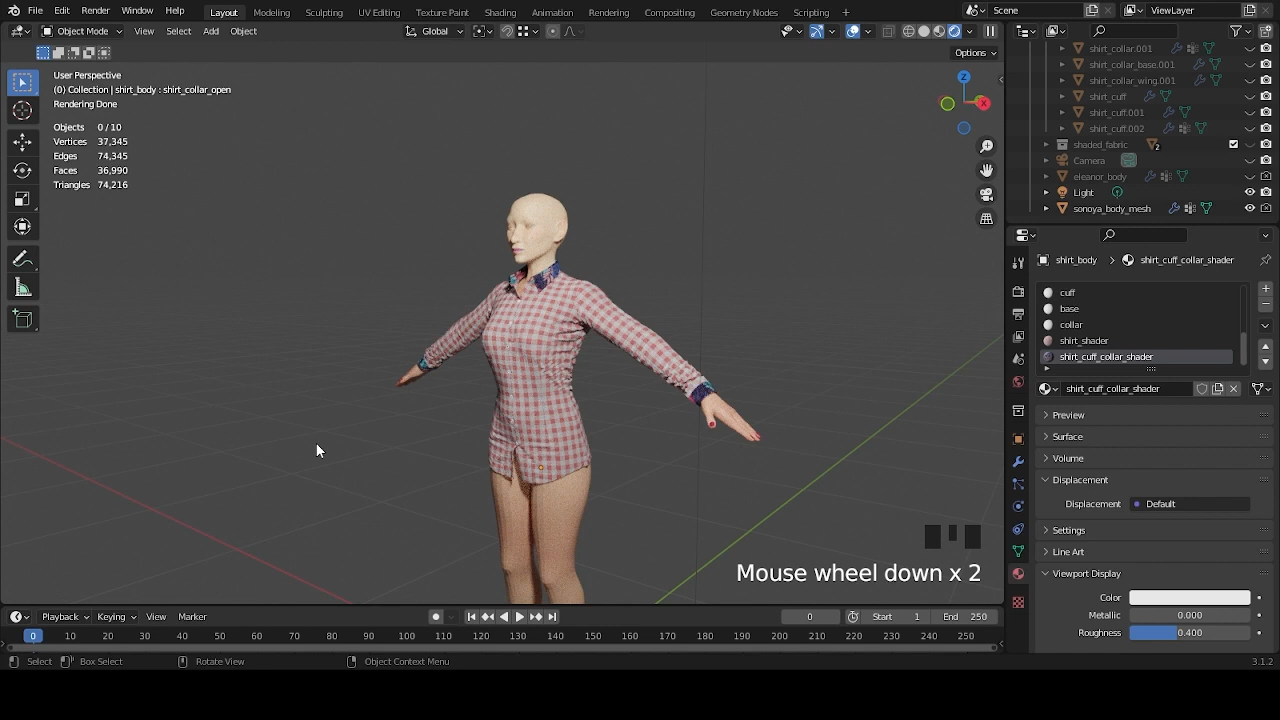 File Edit Render Window Help Layout Modeling Sculpting UV Editing Texture Paint Shading Animation Rendering Compositing Geometry Nodes Scripting + Scene ViewLayer
Object Mode View Select Add Object Global
Options
User Perspective
(0) Collection | shirt_body : shirt_collar_open
Rendering Done
Objects 0/10
Vertices 37,345
Edges 74,345
Faces 36,990
Triangles 74,216
Z
X
Mouse wheel down x 2
shirt_collar.001
shirt_collar_base.001
shirt_collar_wing.001
shirt_cuff
shirt_cuff.001
shirt_cuff.002
shaded_fabric 2
Camera
eleanor_body
Light
sonoya_body_mesh
shirt_body > shirt_cuff_collar_shader
cuff
base
collar
shirt_shader
shirt_cuff_collar_shader
shirt_cuff_collar_shader
Preview
Surface
Volume
Displacement
Displacement Default
Settings
Line Art
Viewport Display
Color
Metallic 0.000
Roughness 0.400
Playback Keying View Marker 0 Start 1 End 250
0 10 20 30 40 50 60 70 80 90 100 110 120 130 140 150 160 170 180 190 200 210 220 230 240 250
Select Box Select Rotate View Object Context Menu 3.1.2